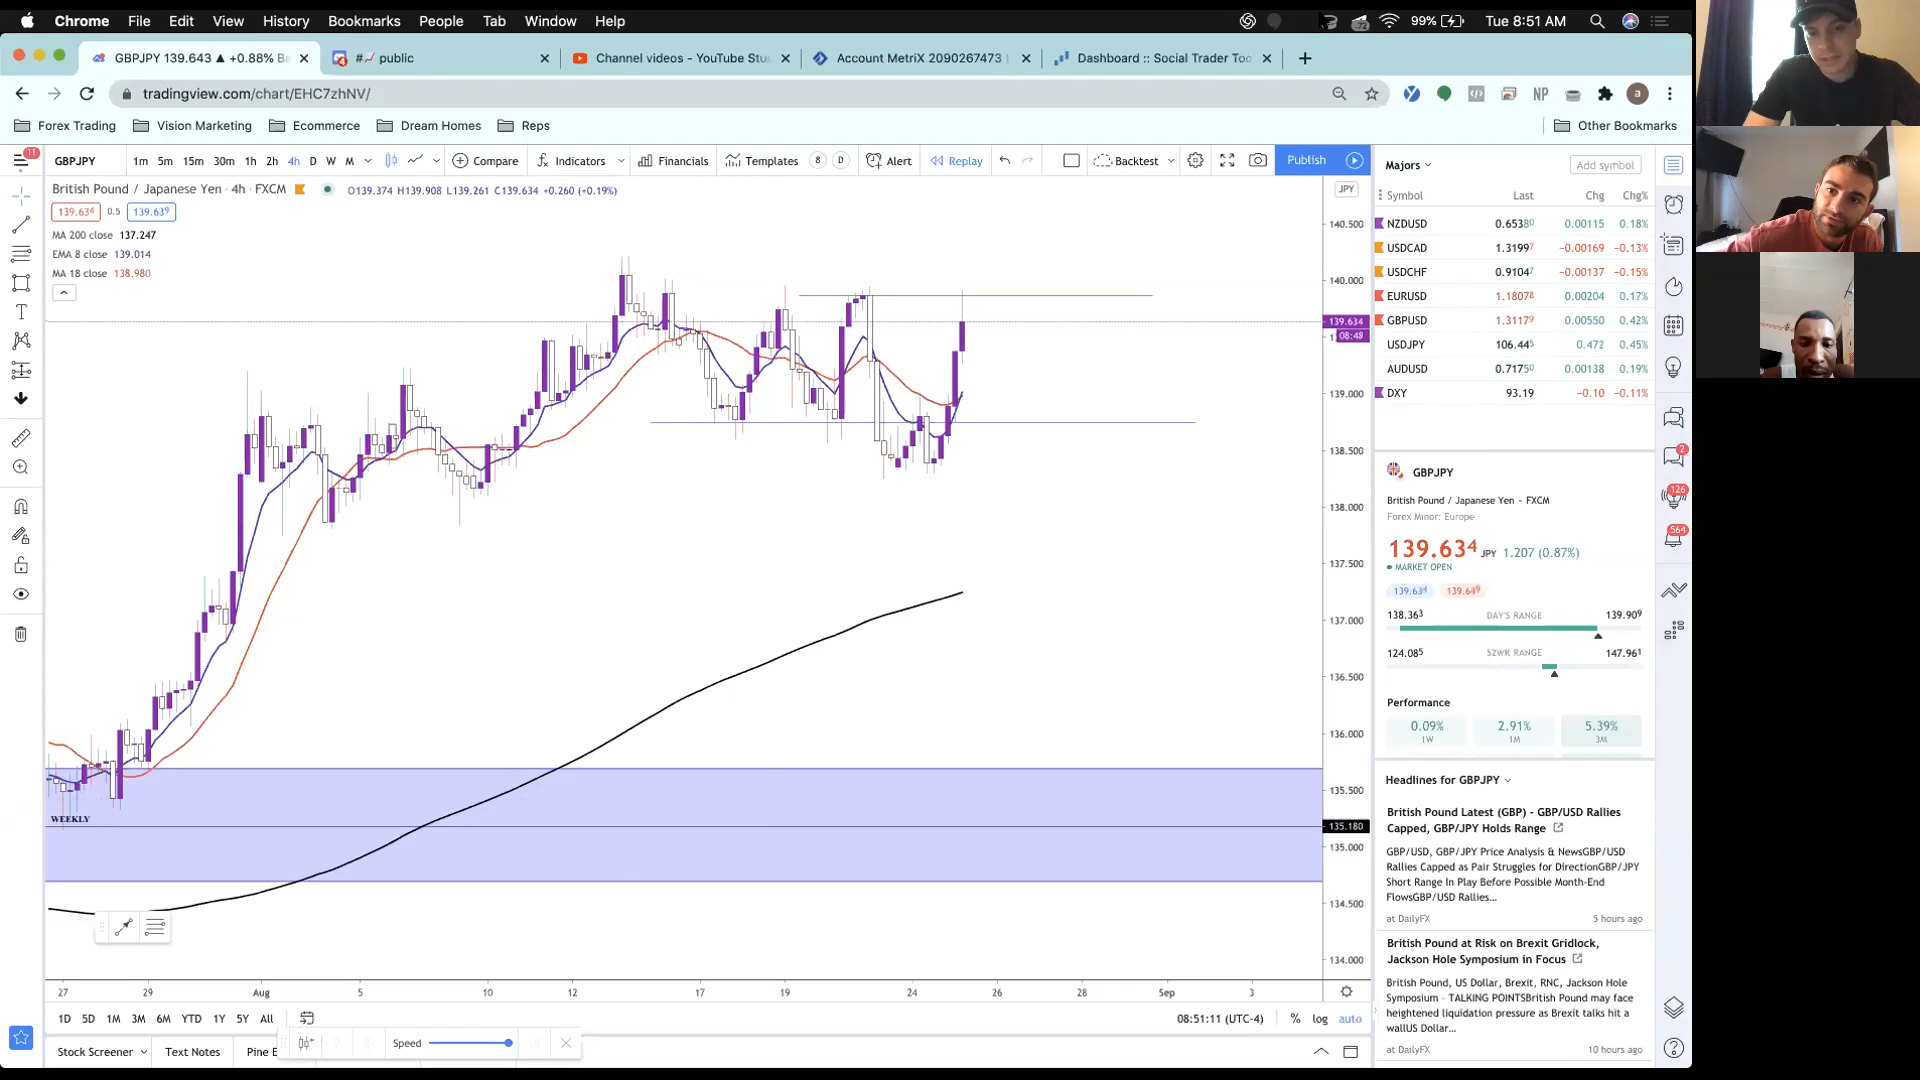 Chrome File Edit View History Bookmarks People Tab Window Help 99% Tue 8:51 AM
GBPJPY 139.643 ▲ +0.88% Ba # public Channel videos - YouTube Stu Account MetriX 2090267473 Dashboard :: Social Trader Too
tradingview.com/chart/EHC7zhNV/ NP a
Forex Trading Vision Marketing Ecommerce Dream Homes Reps Other Bookmarks
11
GBPJPY 1m 5m 15m 30m 1h 2h 4h D W M Compare Indicators Financials Templates 8 D Alert Replay Backtest Publish
British Pound / Japanese Yen · 4h · FXCM O139.374 H139.908 L139.261 C139.634 +0.260 (+0.19%)
139.634 0.5 139.639
MA 200 close 137.247
EMA 8 close 139.014
MA 18 close 138.980
JPY
140.500
140.000
139.634
08:48
139.000
138.500
138.000
137.500
137.000
136.500
136.000
135.500
135.180
135.000
134.500
134.000
WEEKLY
27 29 Aug 5 10 12 17 19 24 26 28 Sep 3
1D 5D 1M 3M 6M YTD 1Y 5Y All 08:51:11 (UTC-4) % log auto
Speed
Stock Screener Text Notes Pine E
Majors Add symbol
Symbol Last Chg Chg%
NZDUSD 0.65380 0.00115 0.18%
USDCAD 1.31997 −0.00169 −0.13%
USDCHF 0.91047 −0.00137 −0.15%
EURUSD 1.18078 0.00204 0.17%
GBPUSD 1.31179 0.00550 0.42%
USDJPY 106.445 0.472 0.45%
AUDUSD 0.71750 0.00138 0.19%
DXY 93.19 −0.10 −0.11%
GBPJPY
British Pound / Japanese Yen - FXCM
Forex Minor: Europe
139.634 JPY 1.207 (0.87%)
MARKET OPEN
139.634 139.649
138.363 DAY'S RANGE 139.909
124.085 52WK RANGE 147.961
Performance
0.09% 2.91% 5.39%
1W 1M 3M
Headlines for GBPJPY
British Pound Latest (GBP) - GBP/USD Rallies
Capped, GBP/JPY Holds Range
GBP/USD, GBP/JPY Price Analysis & NewsGBP/USD
Rallies Capped as Pair Struggles for DirectionGBP/JPY
Short Range In Play Before Possible Month-End
FlowsGBP/USD Rallies...
at DailyFX 5 hours ago
British Pound at Risk on Brexit Gridlock,
Jackson Hole Symposium in Focus
British Pound, US Dollar, Brexit, RNC, Jackson Hole
Symposium - TALKING POINTSBritish Pound may face
heightened liquidation pressure as Brexit talks hit a
wallUS Dollar...
at DailyFX 10 hours ago
2
126
564